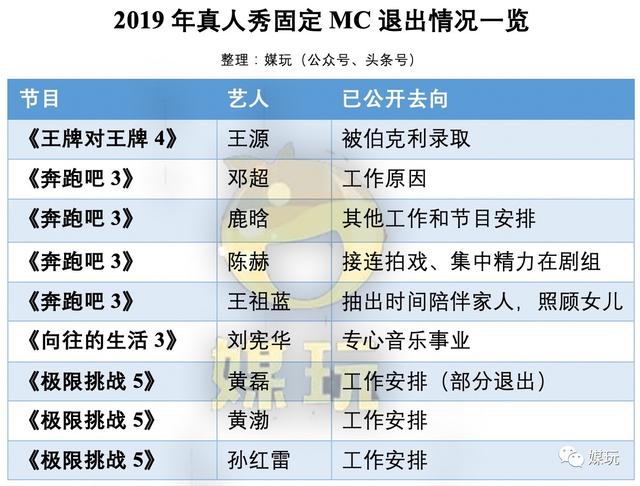 2019 年真人秀固定 MC 退出情况一览
整理：媒玩（公众号、头条号）
节目 艺人 已公开去向
《王牌对王牌 4》 王源 被伯克利录取
《奔跑吧 3》 邓超 工作原因
《奔跑吧 3》 鹿晗 其他工作和节目安排
《奔跑吧 3》 陈赫 接连拍戏、集中精力在剧组
《奔跑吧 3》 王祖蓝 抽出时间陪伴家人，照顾女儿
《向往的生活 3》 刘宪华 专心音乐事业
《极限挑战 5》 黄磊 工作安排（部分退出）
《极限挑战 5》 黄渤 工作安排
《极限挑战 5》 孙红雷 工作安排
媒玩
媒玩